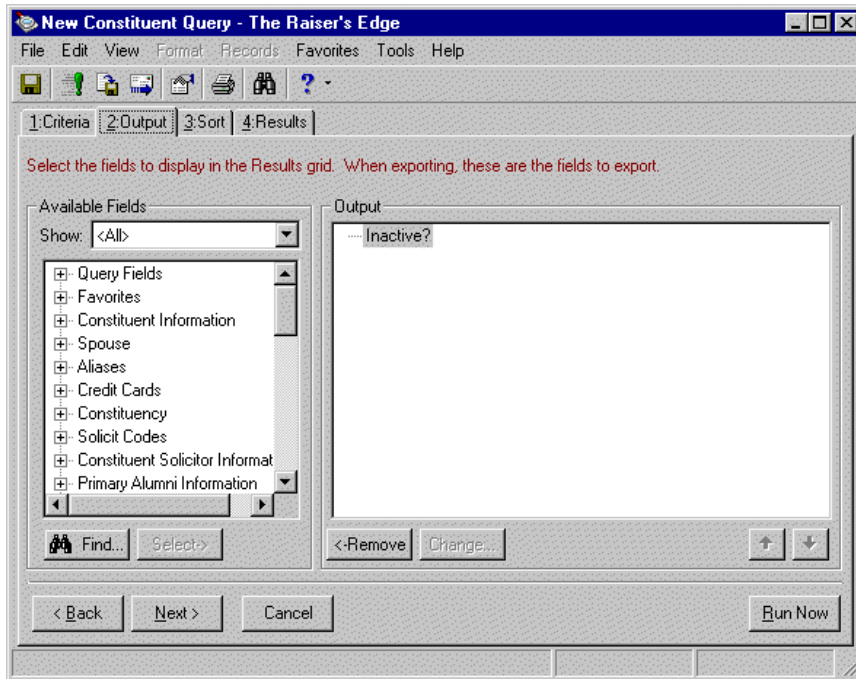 New Constituent Query - The Raiser's Edge
File Edit View Format Records Favorites Tools Help
1:Criteria 2:Output 3:Sort 4:Results
Select the fields to display in the Results grid. When exporting, these are the fields to export.
Available Fields
Show: <All>
Query Fields
Favorites
Constituent Information
Spouse
Aliases
Credit Cards
Constituency
Solicit Codes
Constituent Solicitor Informat
Primary Alumni Information
Find... Select->
Output
Inactive?
<-Remove Change...
< Back Next > Cancel Run Now